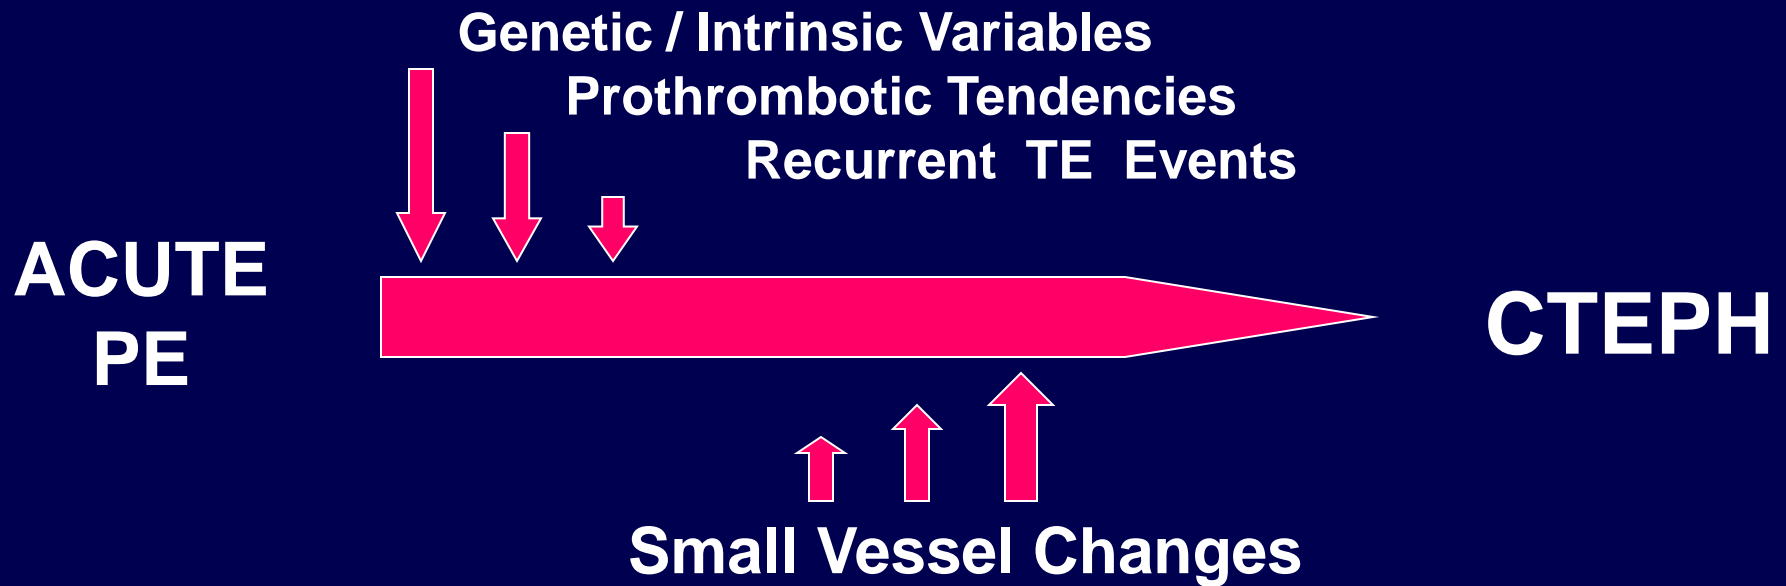 Genetic / Intrinsic Variables
Prothrombotic Tendencies
Recurrent TE Events
ACUTE
PE
CTEPH
Small Vessel Changes